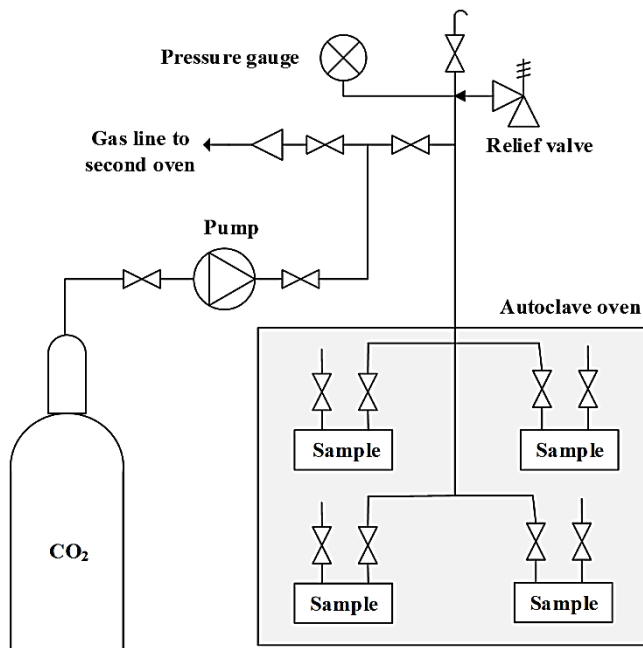 Pressure gauge
Relief valve
Gas line to
second oven
Pump
Autoclave oven
Sample
Sample
CO₂
Sample
Sample